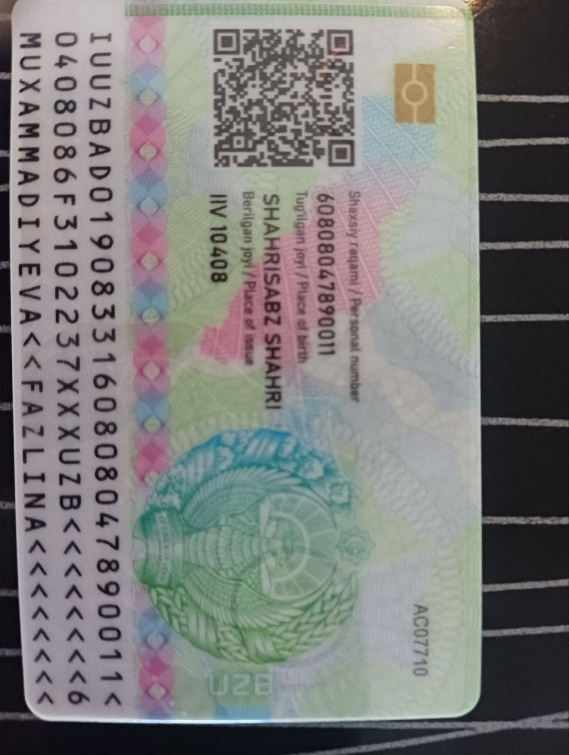 Shaxsiy raqami / Personal number
60808047890011
Tug'ilgan joyi / Place of birth
SHAHRISABZ SHAHRI
Berilgan joyi / Place of issue
IIV 10408
AC07710
UZB
IUUZBAD0190833160808047890011<
0408086F3102237XXXUZB<<<<<<<6
MUXAMMADIYEVA<<FAZLINA<<<<<<<<